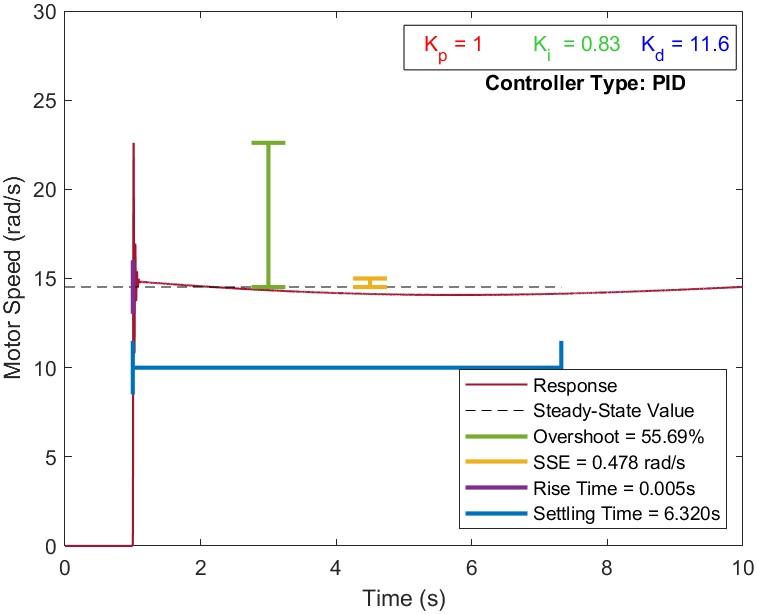 30
25
20
15
10
5
0
Motor Speed (rad/s)
Kp = 1 Ki = 0.83 Kd = 11.6
Controller Type: PID
Response
Steady-State Value
Overshoot = 55.69%
SSE = 0.478 rad/s
Rise Time = 0.005s
Settling Time = 6.320s
0 2 4 6 8 10
Time (s)